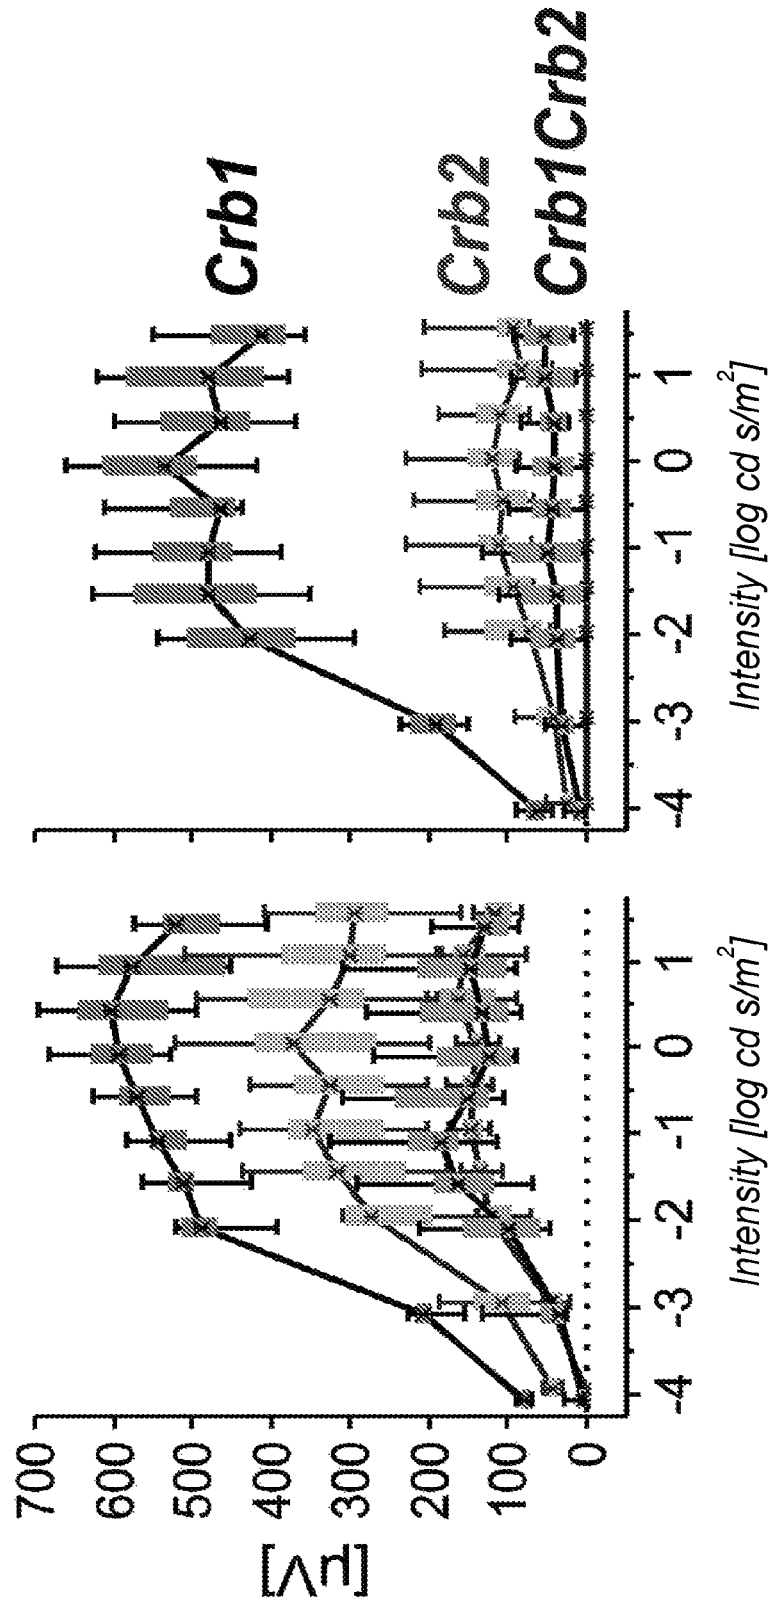 [µV]
700
600
500
400
300
200
100
0
-4 -3 -2 -1 0 1
Intensity [log cd s/m²]
-4 -3 -2 -1 0 1
Intensity [log cd s/m²]
Crb1
Crb2
Crb1Crb2